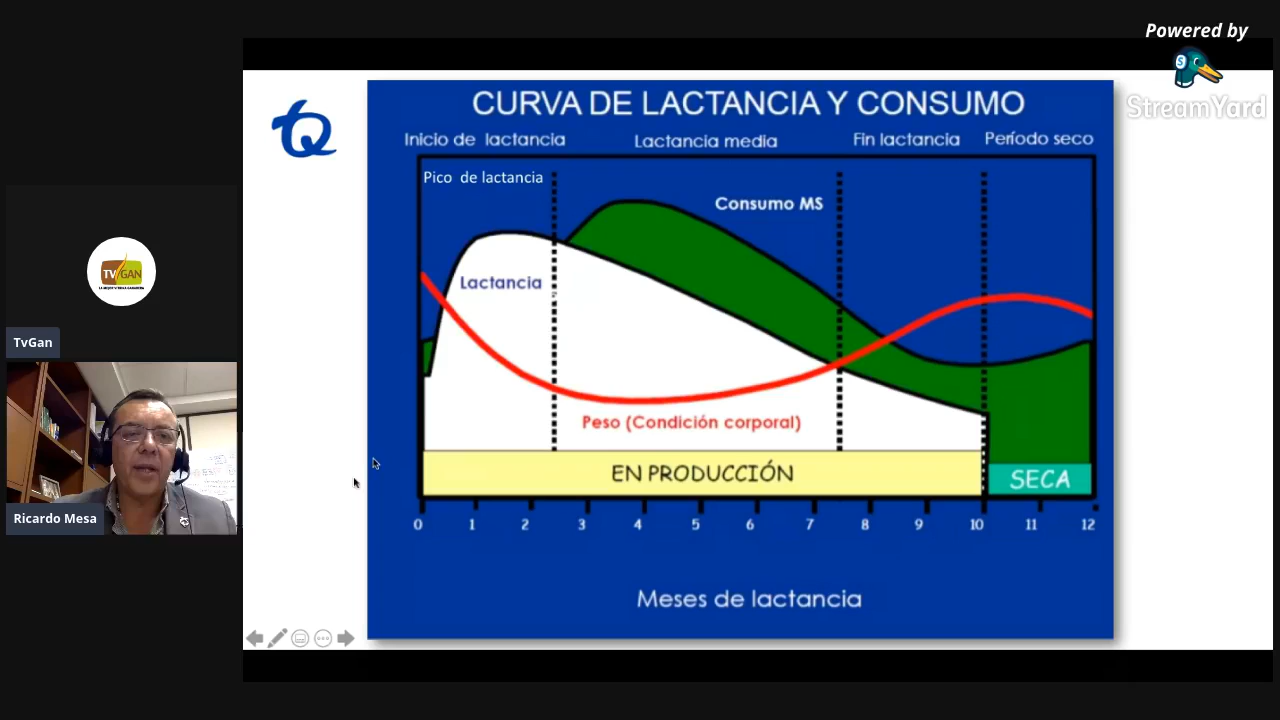 Powered by
StreamYard
CURVA DE LACTANCIA Y CONSUMO
Inicio de lactancia
Lactancia media
Fin lactancia
Período seco
Pico de lactancia
Consumo MS
Lactancia
TVGAN
TvGan
Peso (Condición corporal)
EN PRODUCCIÓN
SECA
Ricardo Mesa
0 1 2 3 4 5 6 7 8 9 10 11 12
Meses de lactancia